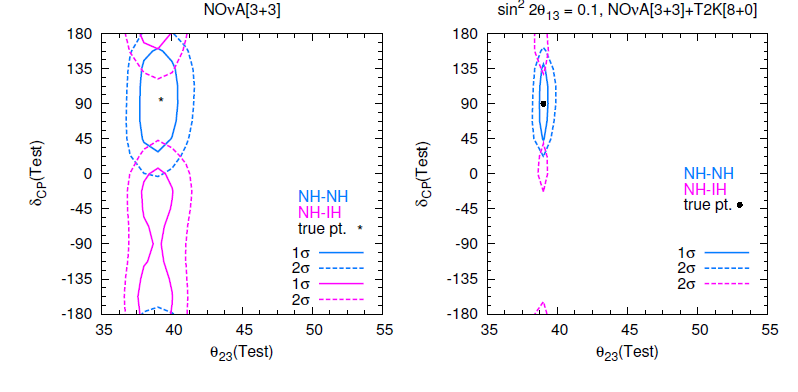 NOνA[3+3]
180
135
90
45
0
-45
-90
-135
-180
35
40
45
50
55
δCP(Test)
θ23(Test)
*
NH-NH
NH-IH
true pt. *
1σ
2σ
1σ
2σ
sin² 2θ13 = 0.1, NOνA[3+3]+T2K[8+0]
180
135
90
45
0
-45
-90
-135
-180
35
40
45
50
55
δCP(Test)
θ23(Test)
NH-NH
NH-IH
true pt. ●
1σ
2σ
2σ